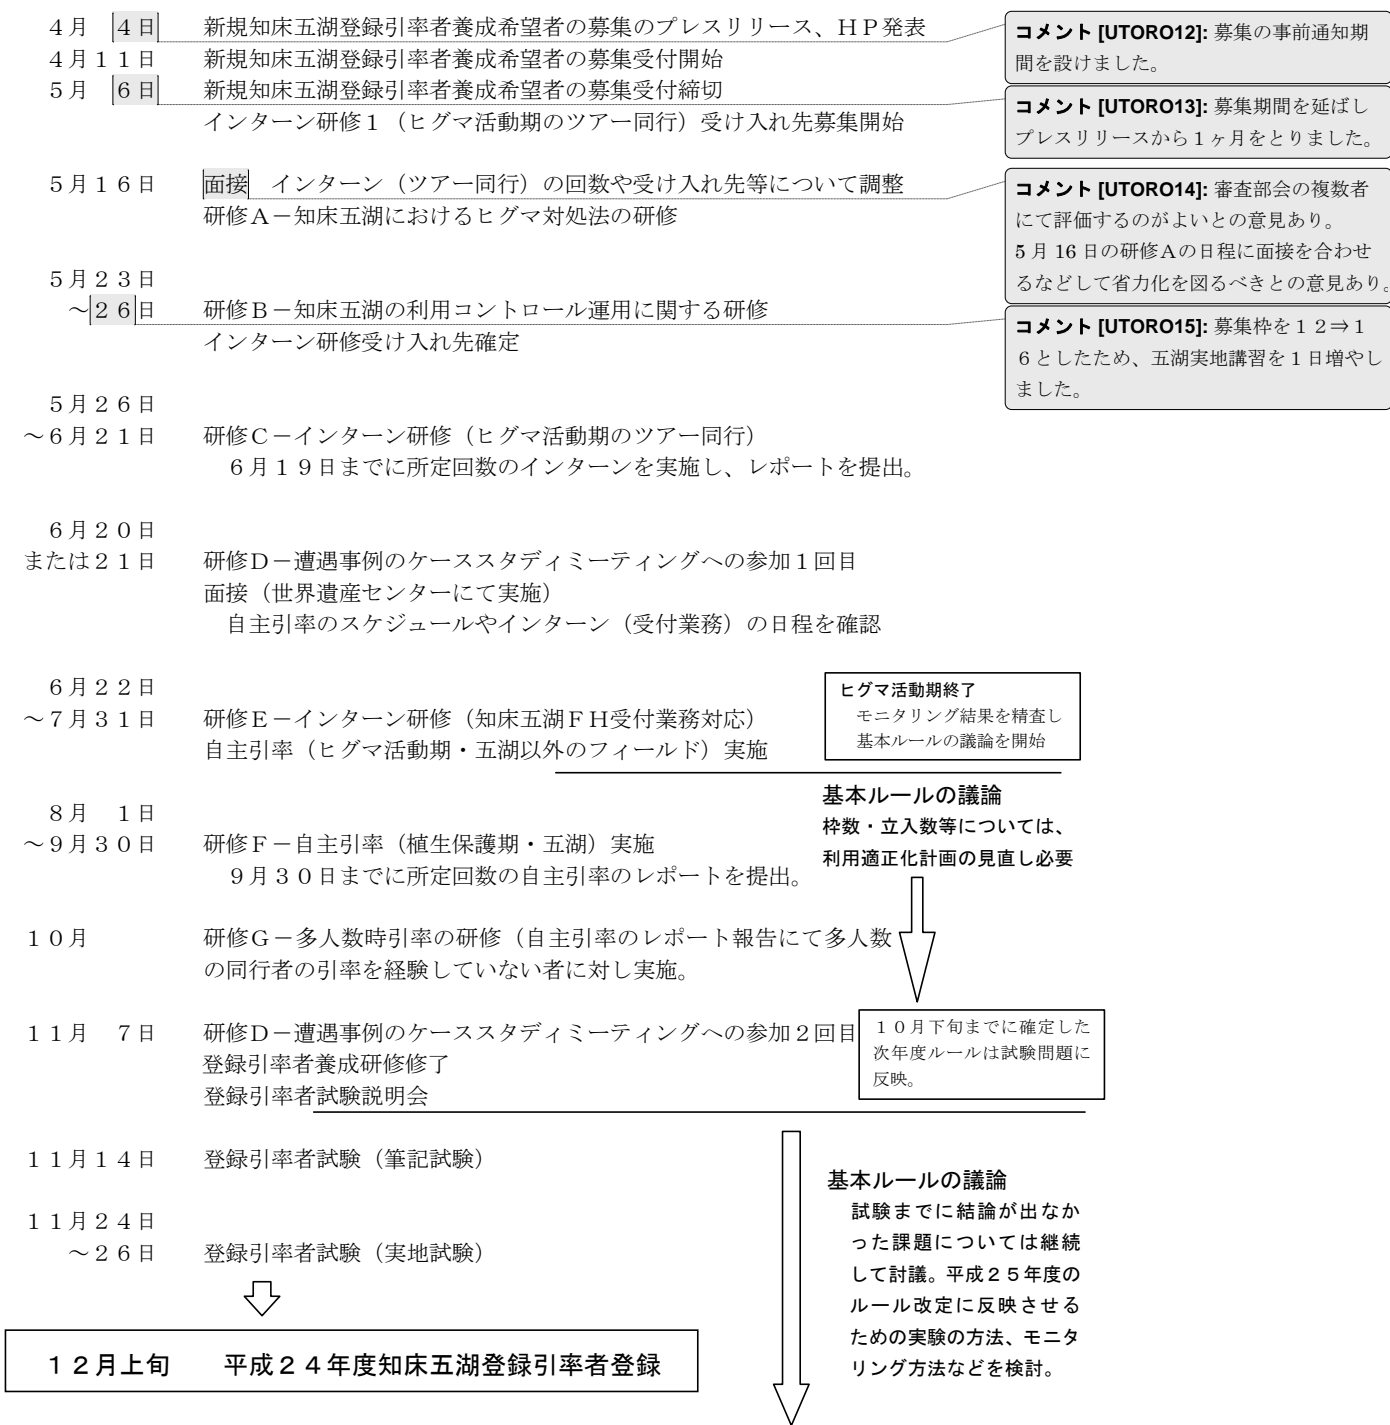 ４月　４日　　新規知床五湖登録引率者養成希望者の募集のプレスリリース、ＨＰ発表
４月１１日　　新規知床五湖登録引率者養成希望者の募集受付開始
５月　６日　　新規知床五湖登録引率者養成希望者の募集受付締切
インターン研修１（ヒグマ活動期のツアー同行）受け入れ先募集開始
コメント [UTORO12]: 募集の事前通知期
間を設けました。
コメント [UTORO13]: 募集期間を延ばし
プレスリリースから１ヶ月をとりました。
５月１６日　　面接　インターン（ツアー同行）の回数や受け入れ先等について調整
研修Ａ－知床五湖におけるヒグマ対処法の研修
コメント [UTORO14]: 審査部会の複数者
にて評価するのがよいとの意見あり。
5 月 16 日の研修Ａの日程に面接を合わせ
るなどして省力化を図るべきとの意見あり。
５月２３日
～２６日　　研修Ｂ－知床五湖の利用コントロール運用に関する研修
インターン研修受け入れ先確定
コメント [UTORO15]: 募集枠を１２⇒１
６としたため、五湖実地講習を１日増やし
ました。
５月２６日
～６月２１日　　研修Ｃ－インターン研修（ヒグマ活動期のツアー同行）
６月１９日までに所定回数のインターンを実施し、レポートを提出。
６月２０日
または２１日　　研修Ｄ－遭遇事例のケーススタディミーティングへの参加１回目
面接（世界遺産センターにて実施）
自主引率のスケジュールやインターン（受付業務）の日程を確認
６月２２日
～７月３１日　　研修Ｅ－インターン研修（知床五湖ＦＨ受付業務対応）
自主引率（ヒグマ活動期・五湖以外のフィールド）実施
ヒグマ活動期終了
モニタリング結果を精査し
基本ルールの議論を開始
８月　１日
～９月３０日　　研修Ｆ－自主引率（植生保護期・五湖）実施
９月３０日までに所定回数の自主引率のレポートを提出。
基本ルールの議論
枠数・立入数等については、
利用適正化計画の見直し必要
１０月　　研修Ｇ－多人数時引率の研修（自主引率のレポート報告にて多人数
の同行者の引率を経験していない者に対し実施。
１１月　７日　　研修Ｄ－遭遇事例のケーススタディミーティングへの参加２回目
登録引率者養成研修修了
登録引率者試験説明会
１０月下旬までに確定した
次年度ルールは試験問題に
反映。
１１月１４日　　登録引率者試験（筆記試験）
１１月２４日
～２６日　　登録引率者試験（実地試験）
基本ルールの議論
試験までに結論が出なか
った課題については継続
して討議。平成２５年度の
ルール改定に反映させる
ための実験の方法、モニタ
リング方法などを検討。
１２月上旬　　平成２４年度知床五湖登録引率者登録